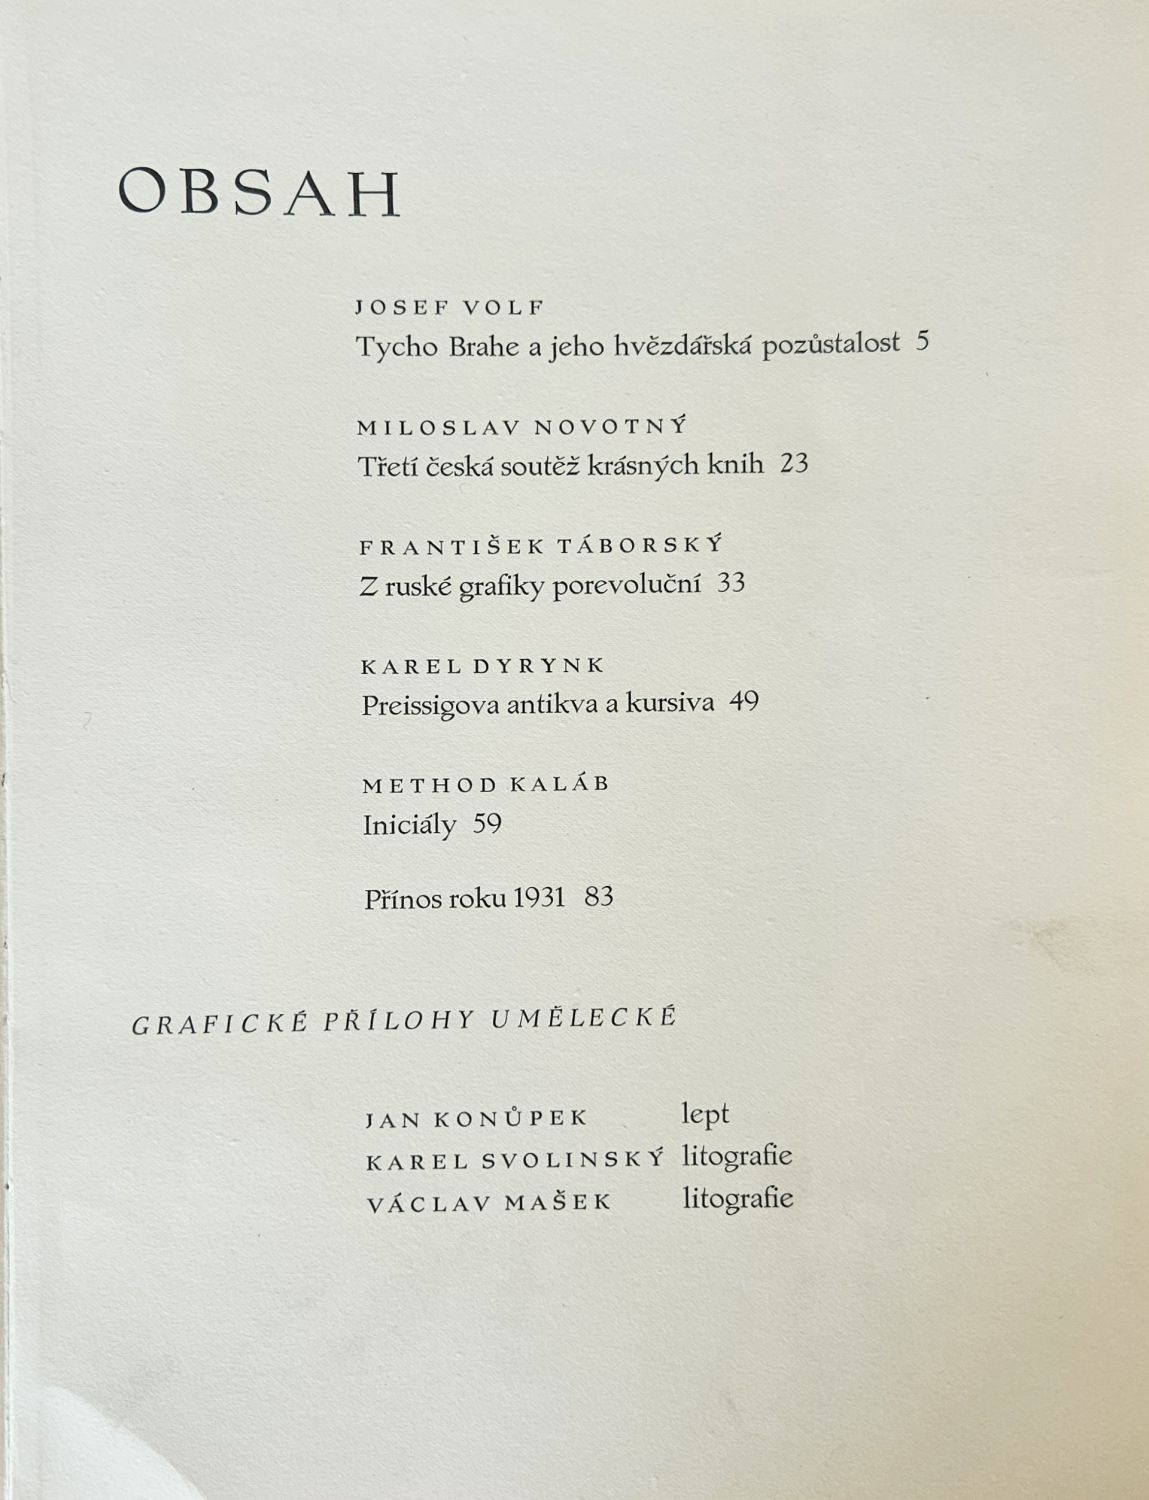 OBSAH
JOSEF VOLF
Tycho Brahe a jeho hvězdářská pozůstalost 5
MILOSLAV NOVOTNÝ
Třetí česká soutěž krásných knih 23
FRANTIŠEK TÁBORSKÝ
Z ruské grafiky porevoluční 33
KAREL DYRYNK
Preissigova antikva a kursiva 49
METHOD KALÁB
Iniciály 59
Přínos roku 1931 83
GRAFICKÉ PŘÍLOHY UMĚLECKÉ
JAN KONŮPEK lept
KAREL SVOLINSKÝ litografie
VÁCLAV MAŠEK litografie